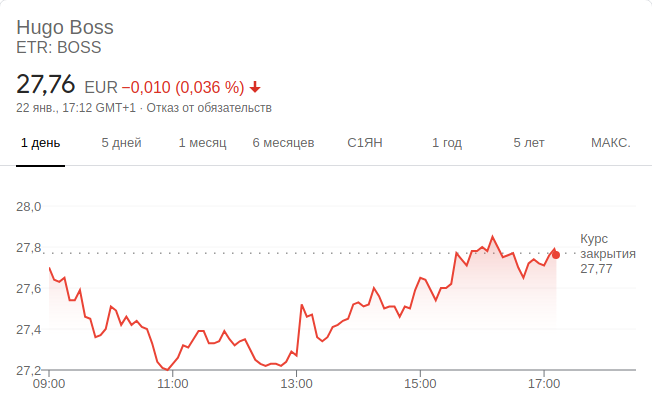 Hugo Boss
ETR: BOSS
27,76 EUR −0,010 (0,036 %)
22 янв., 17:12 GMT+1 · Отказ от обязательств
1 день 5 дней 1 месяц 6 месяцев С1ЯН 1 год 5 лет МАКС.
28,0
27,8
27,6
27,4
27,2
Курс
закрытия
27,77
09:00 11:00 13:00 15:00 17:00